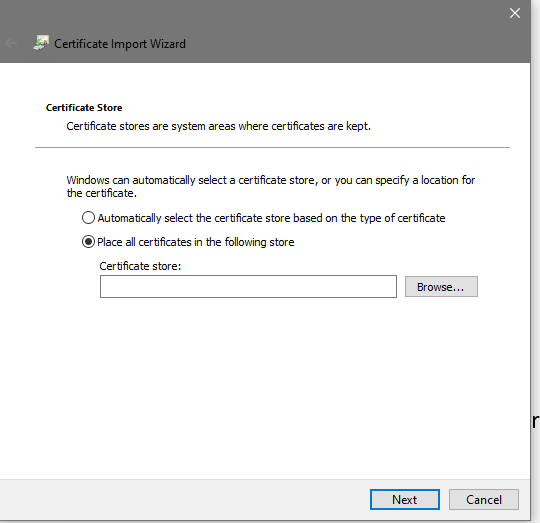 Certificate Import Wizard
Certificate Store
Certificate stores are system areas where certificates are kept.
Windows can automatically select a certificate store, or you can specify a location for
the certificate.
Automatically select the certificate store based on the type of certificate
Place all certificates in the following store
Certificate store:
Browse...
r
Next
Cancel